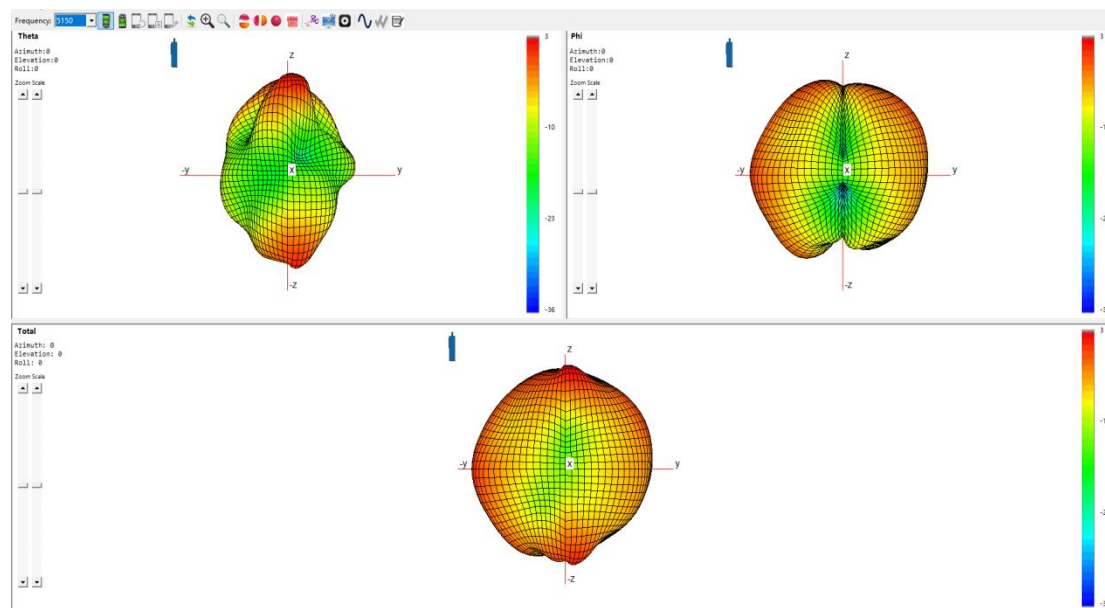 Frequency: 5150
Theta
Azimuth:0
Elevation:0
Roll:0
Zoom Scale
z
-y
x
y
-z
3
-10
-23
-36
Phi
Azimuth:0
Elevation:0
Roll:0
Zoom Scale
z
-y
x
y
-z
3
-10
Total
Azimuth: 0
Elevation: 0
Roll: 0
Zoom Scale
z
-y
x
y
-z